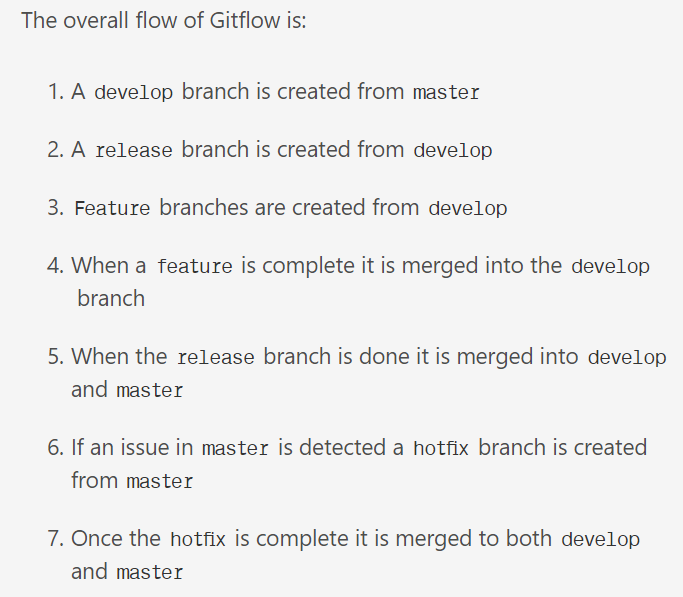 The overall flow of Gitflow is:
1. A develop branch is created from master
2. A release branch is created from develop
3. Feature branches are created from develop
4. When a feature is complete it is merged into the develop
branch
5. When the release branch is done it is merged into develop
and master
6. If an issue in master is detected a hotfix branch is created
from master
7. Once the hotfix is complete it is merged to both develop
and master